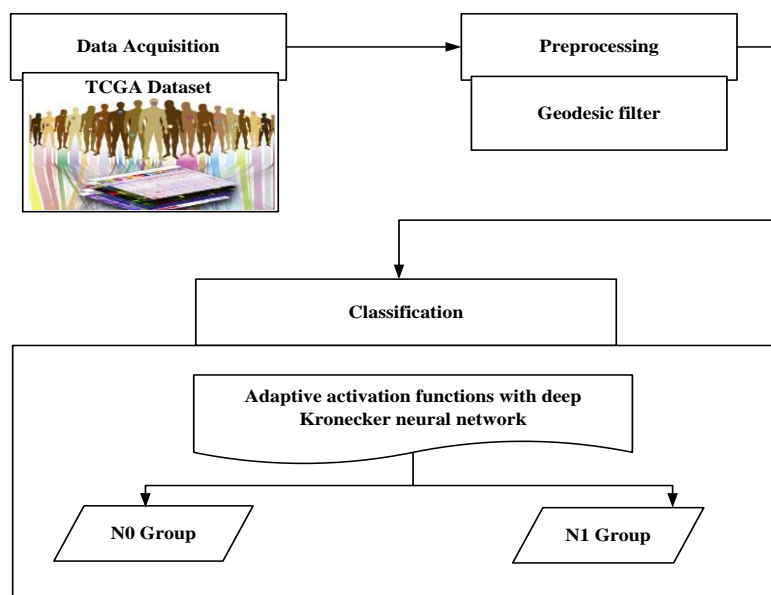 Data Acquisition
Preprocessing
TCGA Dataset
Geodesic filter
Classification
Adaptive activation functions with deep
Kronecker neural network
N0 Group
N1 Group